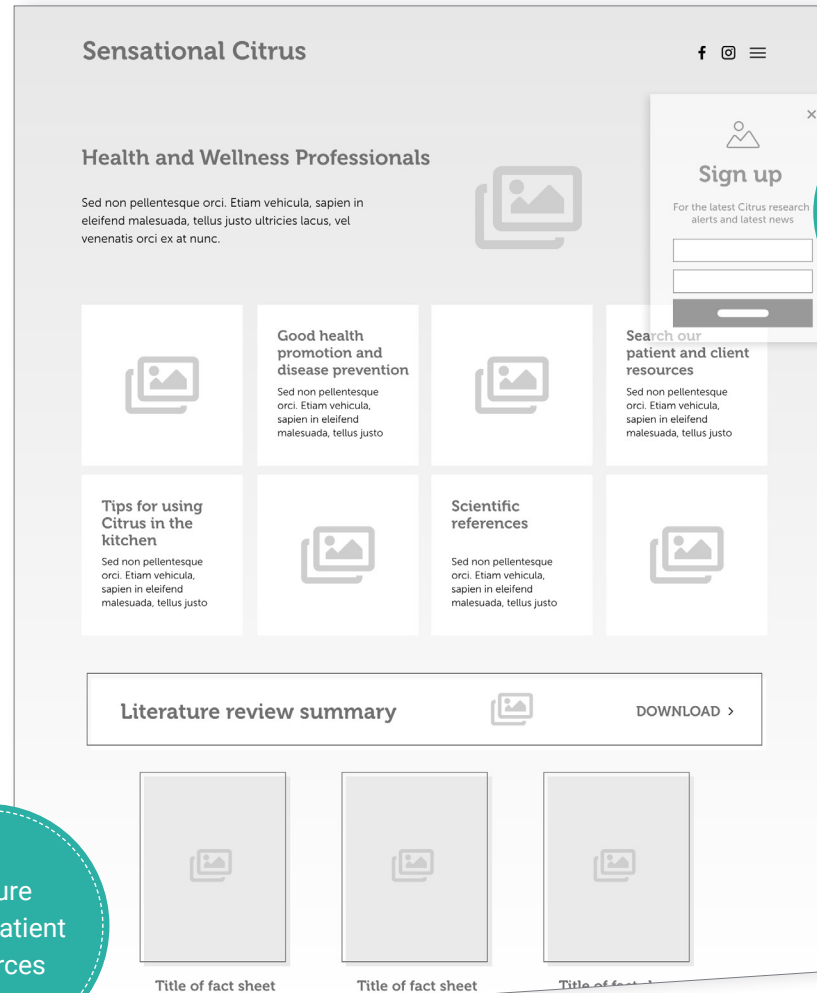 Sensational Citrus
Health and Wellness Professionals
Sed non pellentesque orci. Etiam vehicula, sapien in
eleifend malesuada, tellus justo ultricies lacus, vel
venenatis orci ex at nunc.
Sign up
For the latest Citrus research
alerts and latest news
Good health
promotion and
disease prevention
Sed non pellentesque
orci. Etiam vehicula,
sapien in eleifend
malesuada, tellus justo
Search our
patient and client
resources
Sed non pellentesque
orci. Etiam vehicula,
sapien in eleifend
malesuada, tellus justo
Tips for using
Citrus in the
kitchen
Sed non pellentesque
orci. Etiam vehicula,
sapien in eleifend
malesuada, tellus justo
Scientific
references
Sed non pellentesque
orci. Etiam vehicula,
sapien in eleifend
malesuada, tellus justo
Literature review summary
DOWNLOAD >
Title of fact sheet
Title of fact sheet
Title of